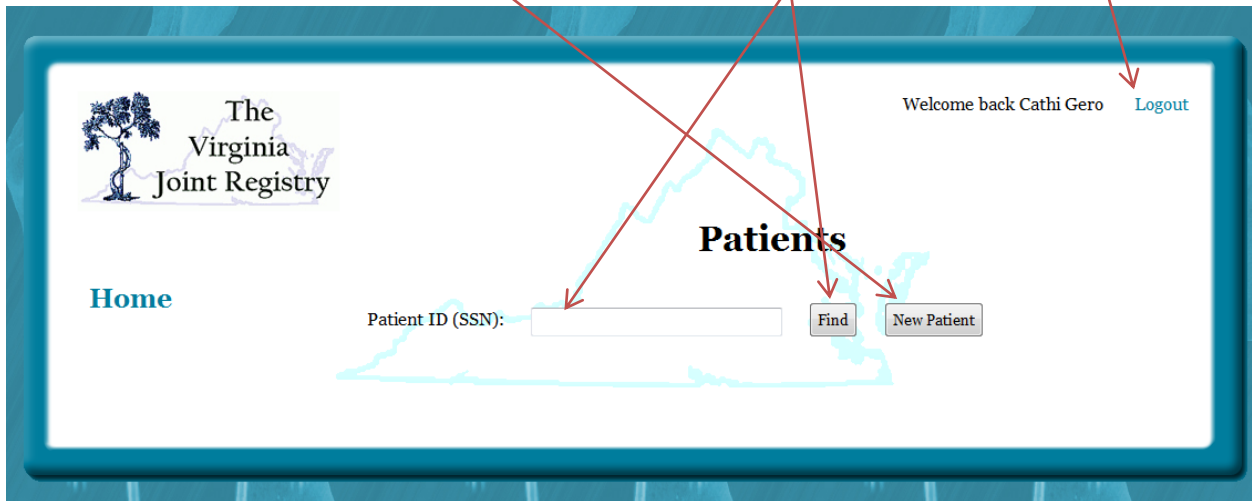 The
Virginia
Joint Registry
Welcome back Cathi Gero Logout
Patients
Home
Patient ID (SSN): Find New Patient